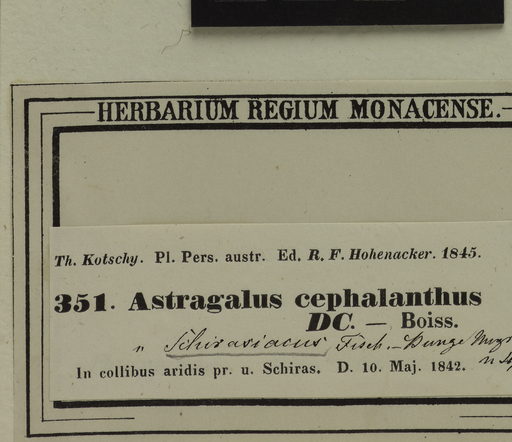 HERBARIUM REGIUM MONACENSE.
Th. Kotschy. Pl. Pers. austr. Ed. R. F. Hohenacker. 1845.
351. Astragalus cephalanthus
DC. — Boiss.
" Schirasiacus Fisch. — Bunge
In collibus aridis pr. u. Schiras. D. 10. Maj. 1842.